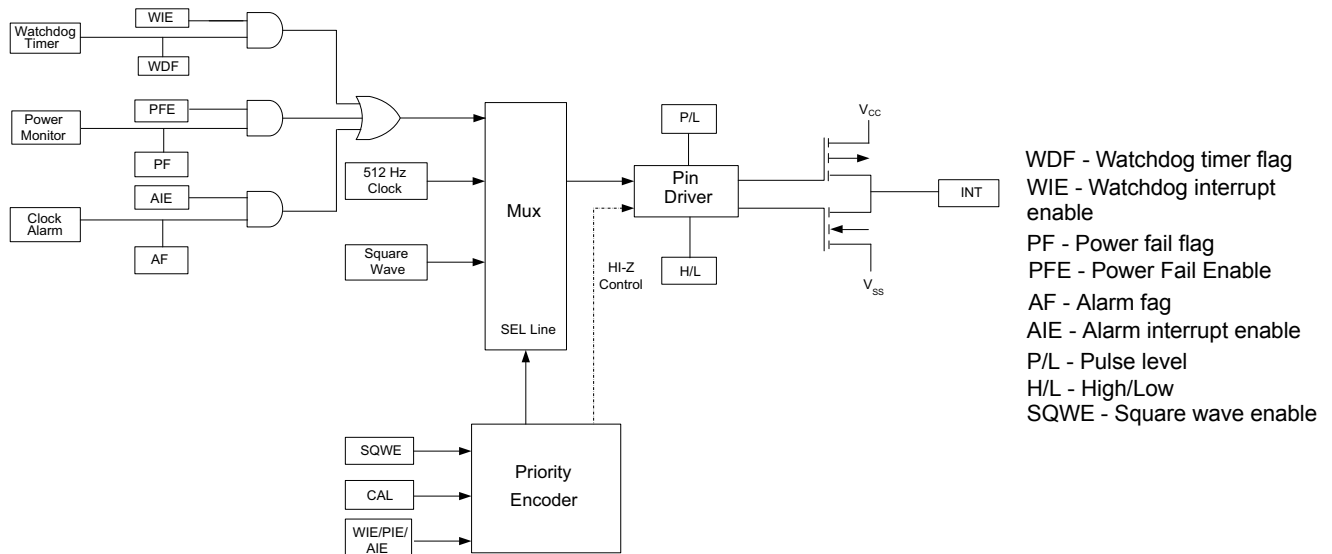 WIE
Watchdog
Timer
WDF
PFE
Power
Monitor
PF
AIE
Clock
Alarm
AF
512 Hz
Clock
Square
Wave
Mux
SEL Line
SQWE
CAL
WIE/PIE/
AIE
Priority
Encoder
HI-Z
Control
P/L
Pin
Driver
H/L
VCC
VSS
INT
WDF - Watchdog timer flag
WIE - Watchdog interrupt
enable
PF - Power fail flag
PFE - Power Fail Enable
AF - Alarm fag
AIE - Alarm interrupt enable
P/L - Pulse level
H/L - High/Low
SQWE - Square wave enable